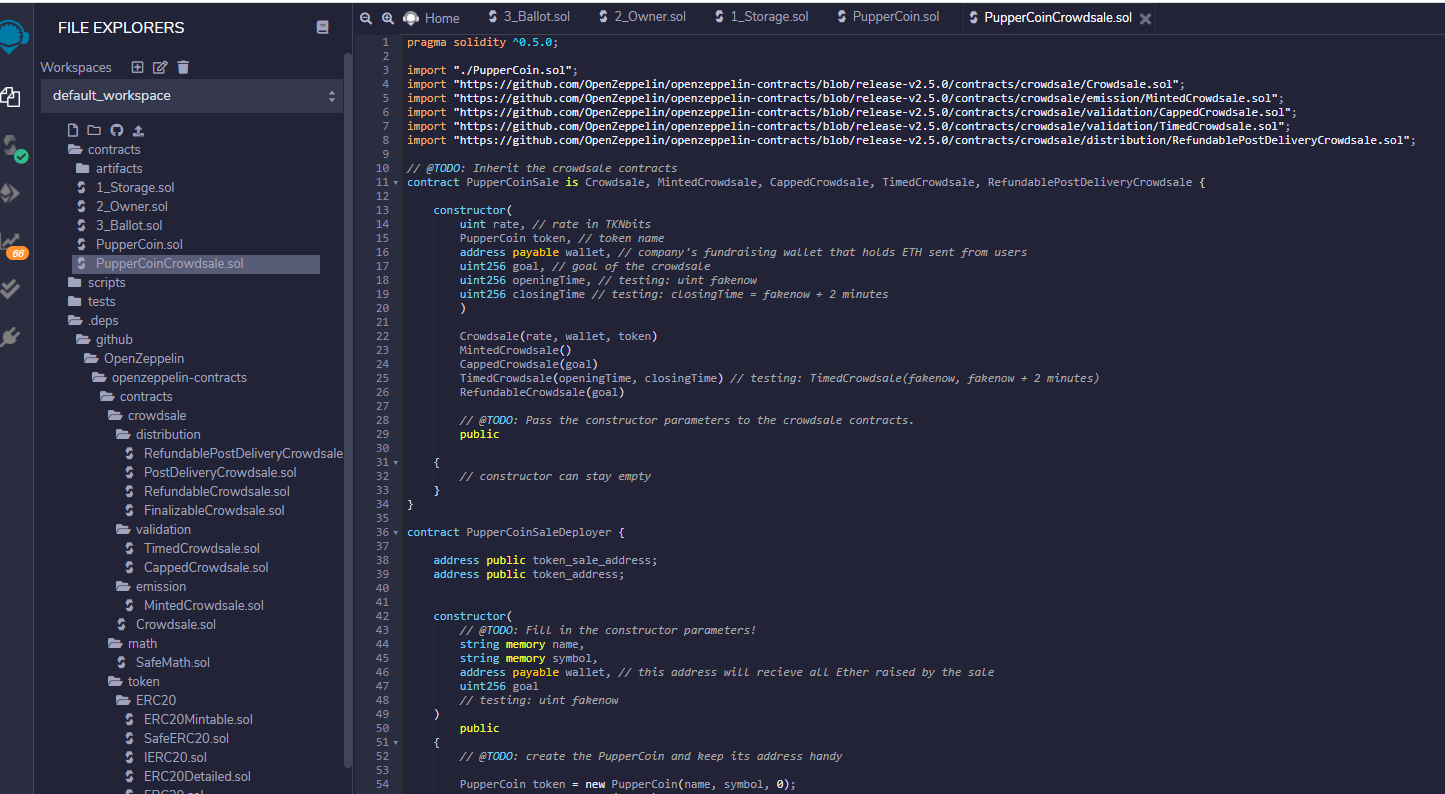 FILE EXPLORERS
Workspaces
default_workspace
contracts
artifacts
1_Storage.sol
2_Owner.sol
3_Ballot.sol
PupperCoin.sol
PupperCoinCrowdsale.sol
scripts
tests
.deps
github
OpenZeppelin
openzeppelin-contracts
contracts
crowdsale
distribution
RefundablePostDeliveryCrowdsale
PostDeliveryCrowdsale.sol
RefundableCrowdsale.sol
FinalizableCrowdsale.sol
validation
TimedCrowdsale.sol
CappedCrowdsale.sol
emission
MintedCrowdsale.sol
Crowdsale.sol
math
SafeMath.sol
token
ERC20
ERC20Mintable.sol
SafeERC20.sol
IERC20.sol
ERC20Detailed.sol
ERC20.sol
66
Home 3_Ballot.sol 2_Owner.sol 1_Storage.sol PupperCoin.sol PupperCoinCrowdsale.sol
1 pragma solidity ^0.5.0;
2
3 import "./PupperCoin.sol";
4 import "https://github.com/OpenZeppelin/openzeppelin-contracts/blob/release-v2.5.0/contracts/crowdsale/Crowdsale.sol";
5 import "https://github.com/OpenZeppelin/openzeppelin-contracts/blob/release-v2.5.0/contracts/crowdsale/emission/MintedCrowdsale.sol";
6 import "https://github.com/OpenZeppelin/openzeppelin-contracts/blob/release-v2.5.0/contracts/crowdsale/validation/CappedCrowdsale.sol";
7 import "https://github.com/OpenZeppelin/openzeppelin-contracts/blob/release-v2.5.0/contracts/crowdsale/validation/TimedCrowdsale.sol";
8 import "https://github.com/OpenZeppelin/openzeppelin-contracts/blob/release-v2.5.0/contracts/crowdsale/distribution/RefundablePostDeliveryCrowdsale.sol";
9
10 // @TODO: Inherit the crowdsale contracts
11 contract PupperCoinSale is Crowdsale, MintedCrowdsale, CappedCrowdsale, TimedCrowdsale, RefundablePostDeliveryCrowdsale {
12
13 constructor(
14 uint rate, // rate in TKNbits
15 PupperCoin token, // token name
16 address payable wallet, // company's fundraising wallet that holds ETH sent from users
17 uint256 goal, // goal of the crowdsale
18 uint256 openingTime, // testing: uint fakenow
19 uint256 closingTime // testing: closingTime = fakenow + 2 minutes
20 )
21
22 Crowdsale(rate, wallet, token)
23 MintedCrowdsale()
24 CappedCrowdsale(goal)
25 TimedCrowdsale(openingTime, closingTime) // testing: TimedCrowdsale(fakenow, fakenow + 2 minutes)
26 RefundableCrowdsale(goal)
27
28 // @TODO: Pass the constructor parameters to the crowdsale contracts.
29 public
30
31 {
32 // constructor can stay empty
33 }
34 }
35
36 contract PupperCoinSaleDeployer {
37
38 address public token_sale_address;
39 address public token_address;
40
41
42 constructor(
43 // @TODO: Fill in the constructor parameters!
44 string memory name,
45 string memory symbol,
46 address payable wallet, // this address will recieve all Ether raised by the sale
47 uint256 goal
48 // testing: uint fakenow
49 )
50 public
51 {
52 // @TODO: create the PupperCoin and keep its address handy
53
54 PupperCoin token = new PupperCoin(name, symbol, 0);